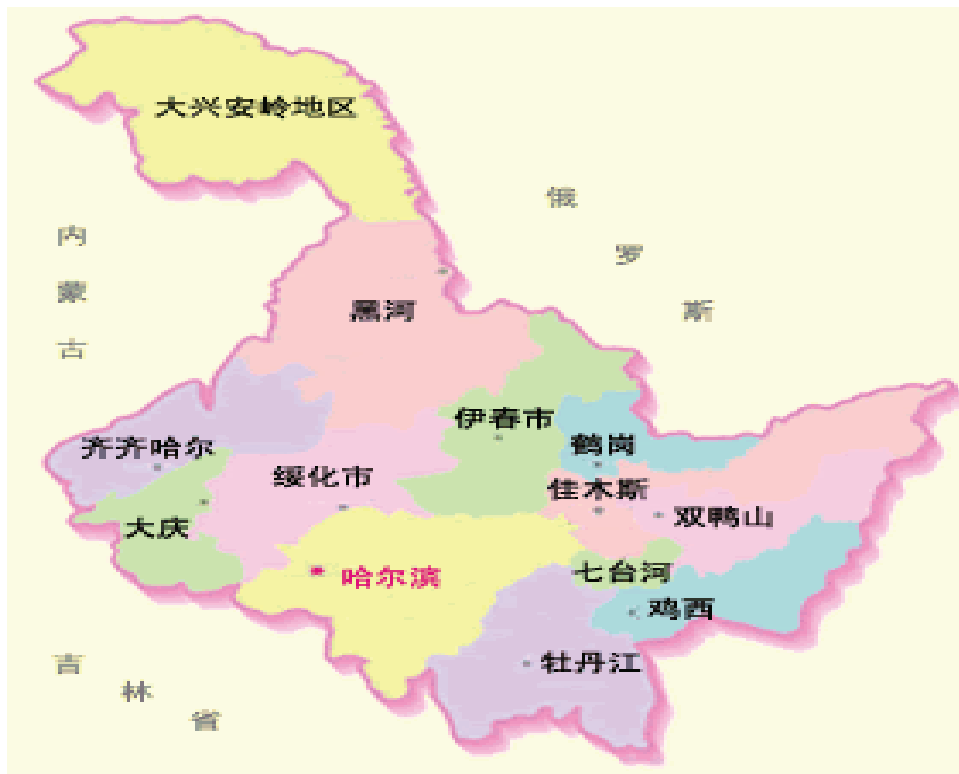 大兴安岭地区
俄
罗
斯
内
蒙
古
黑河
伊春市
齐齐哈尔
鹤岗
绥化市
佳木斯
大庆
双鸭山
哈尔滨
七台河
鸡西
牡丹江
吉
林
省